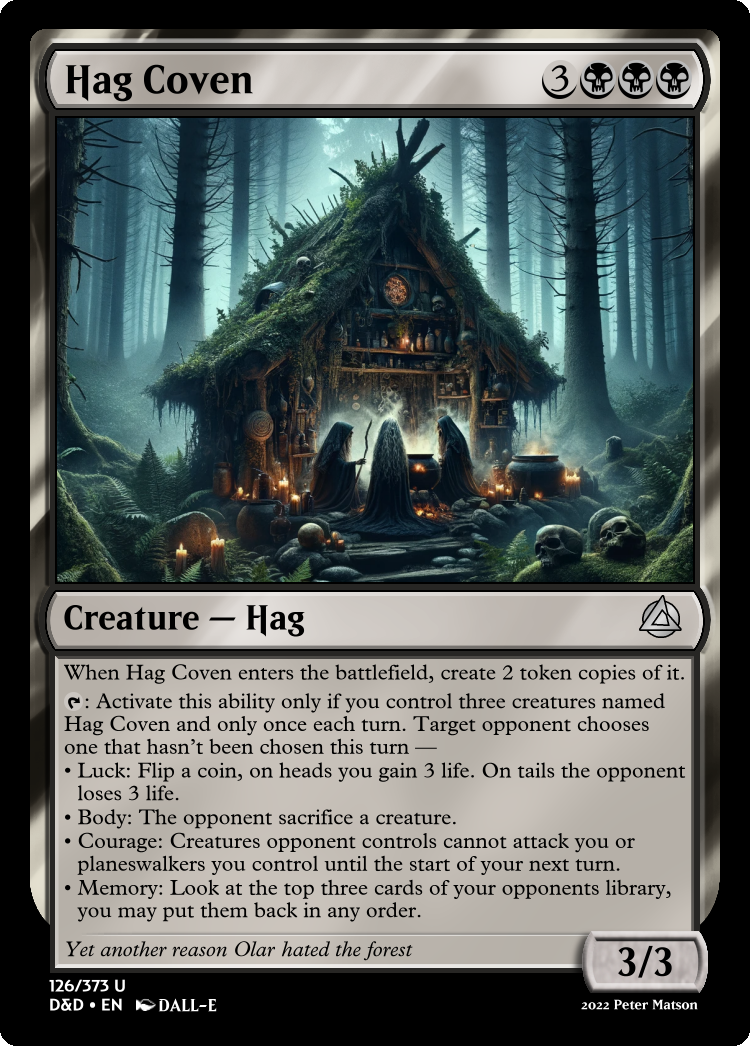 Hag Coven
3
Creature — Hag
When Hag Coven enters the battlefield, create 2 token copies of it.
: Activate this ability only if you control three creatures named
Hag Coven and only once each turn. Target opponent chooses
one that hasn't been chosen this turn —
• Luck: Flip a coin, on heads you gain 3 life. On tails the opponent
loses 3 life.
• Body: The opponent sacrifice a creature.
• Courage: Creatures opponent controls cannot attack you or
planeswalkers you control until the start of your next turn.
• Memory: Look at the top three cards of your opponents library,
you may put them back in any order.
Yet another reason Olar hated the forest
3/3
126/373 U
D&D • EN DALL-E
2022 Peter Matson